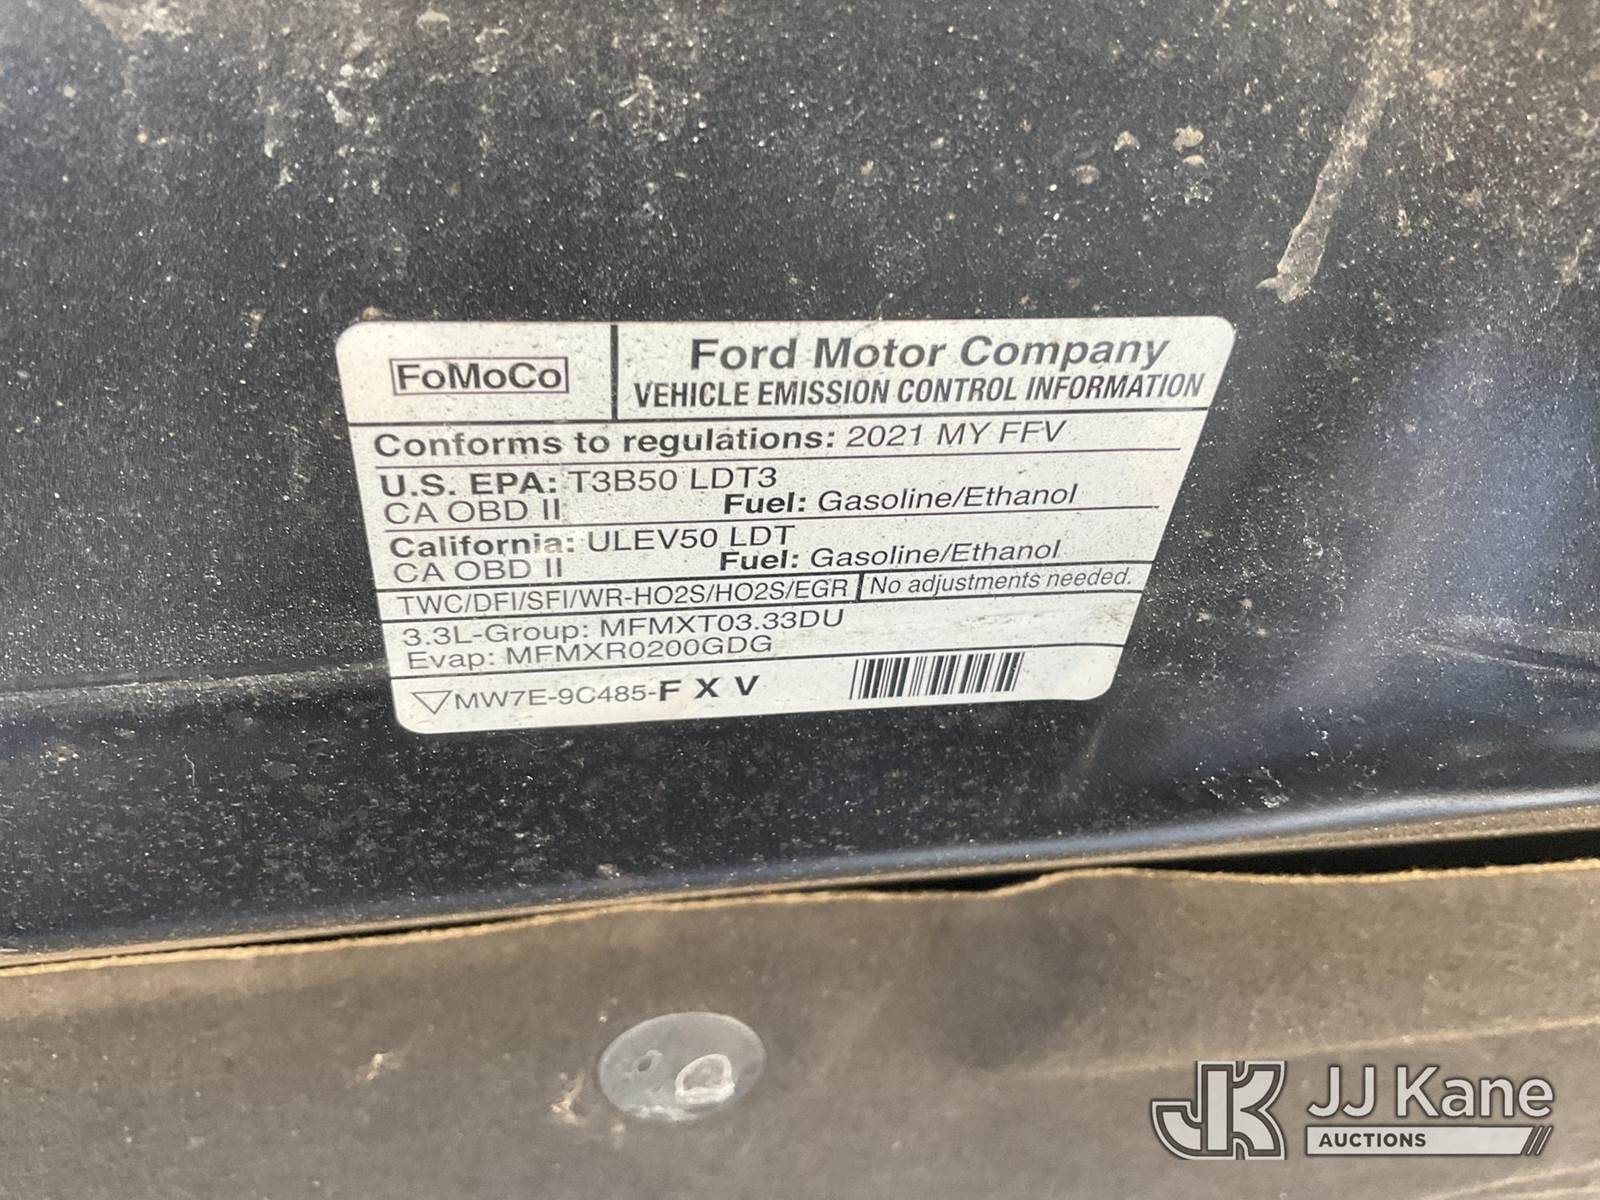 FoMoCo
Ford Motor Company
VEHICLE EMISSION CONTROL INFORMATION
Conforms to regulations: 2021 MY FFV
U.S. EPA: T3B50 LDT3
CA OBD II Fuel: Gasoline/Ethanol
California: ULEV50 LDT
CA OBD II Fuel: Gasoline/Ethanol
TWC/DFI/SFI/WR-HO2S/HO2S/EGR No adjustments needed.
3.3L-Group: MFMXT03.33DU
Evap: MFMXR0200GDG
MW7E-9C485-F X V
JK JJ Kane
AUCTIONS